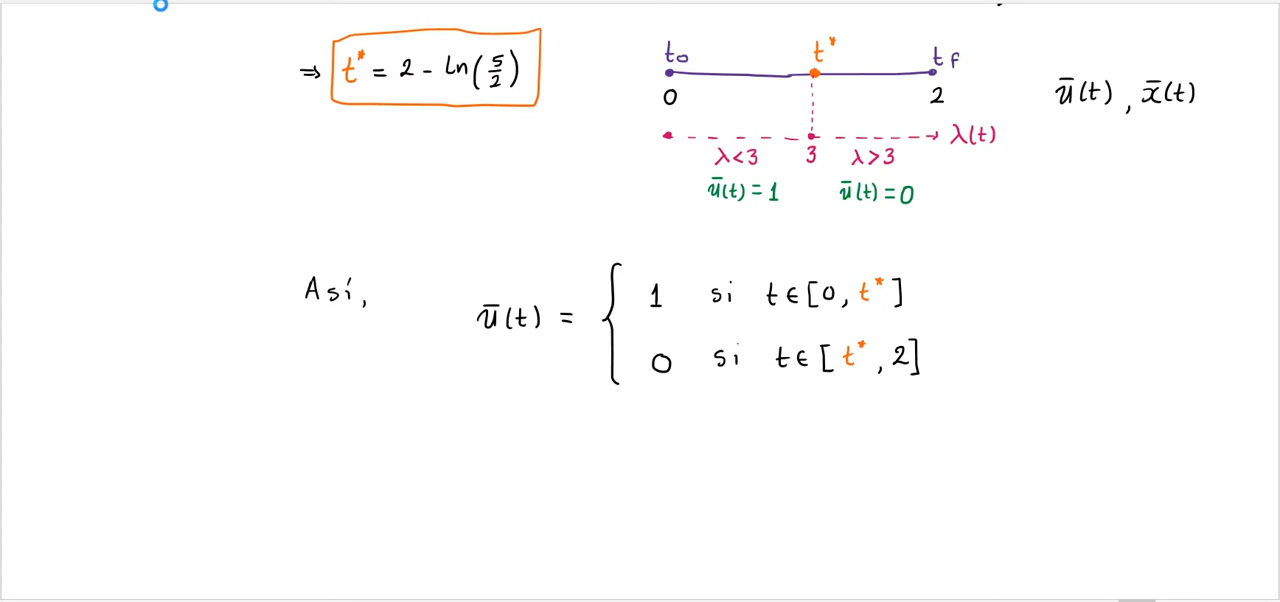 ⇒ t* = 2 - ln(5/2)
t₀ t* t_f
0 2
ū(t), x̄(t)
λ(t)
λ<3 3 λ>3
ū(t) = 1 ū(t) = 0
Así, ū(t) = {
1 si t∈[0, t*]
0 si t∈[t*, 2]